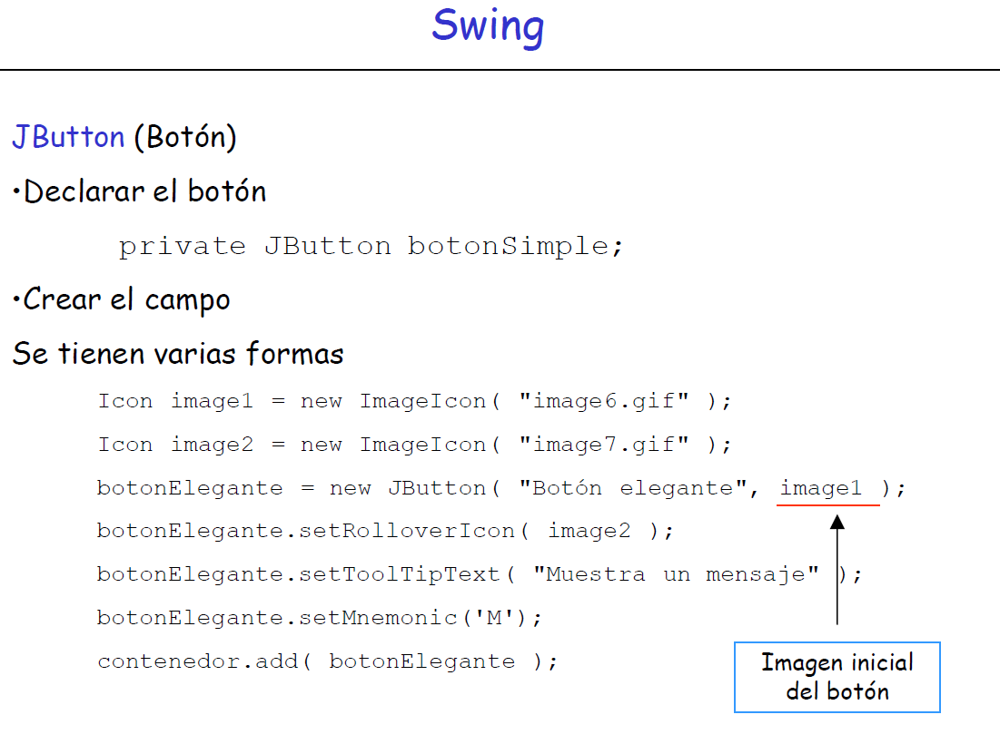 Swing
JButton (Botón)
•Declarar el botón
private JButton botonSimple;
•Crear el campo
Se tienen varias formas
Icon image1 = new ImageIcon( "image6.gif" );
Icon image2 = new ImageIcon( "image7.gif" );
botonElegante = new JButton( "Botón elegante", image1 );
botonElegante.setRolloverIcon( image2 );
botonElegante.setToolTipText( "Muestra un mensaje" );
botonElegante.setMnemonic('M');
contenedor.add( botonElegante );
Imagen inicial
del botón